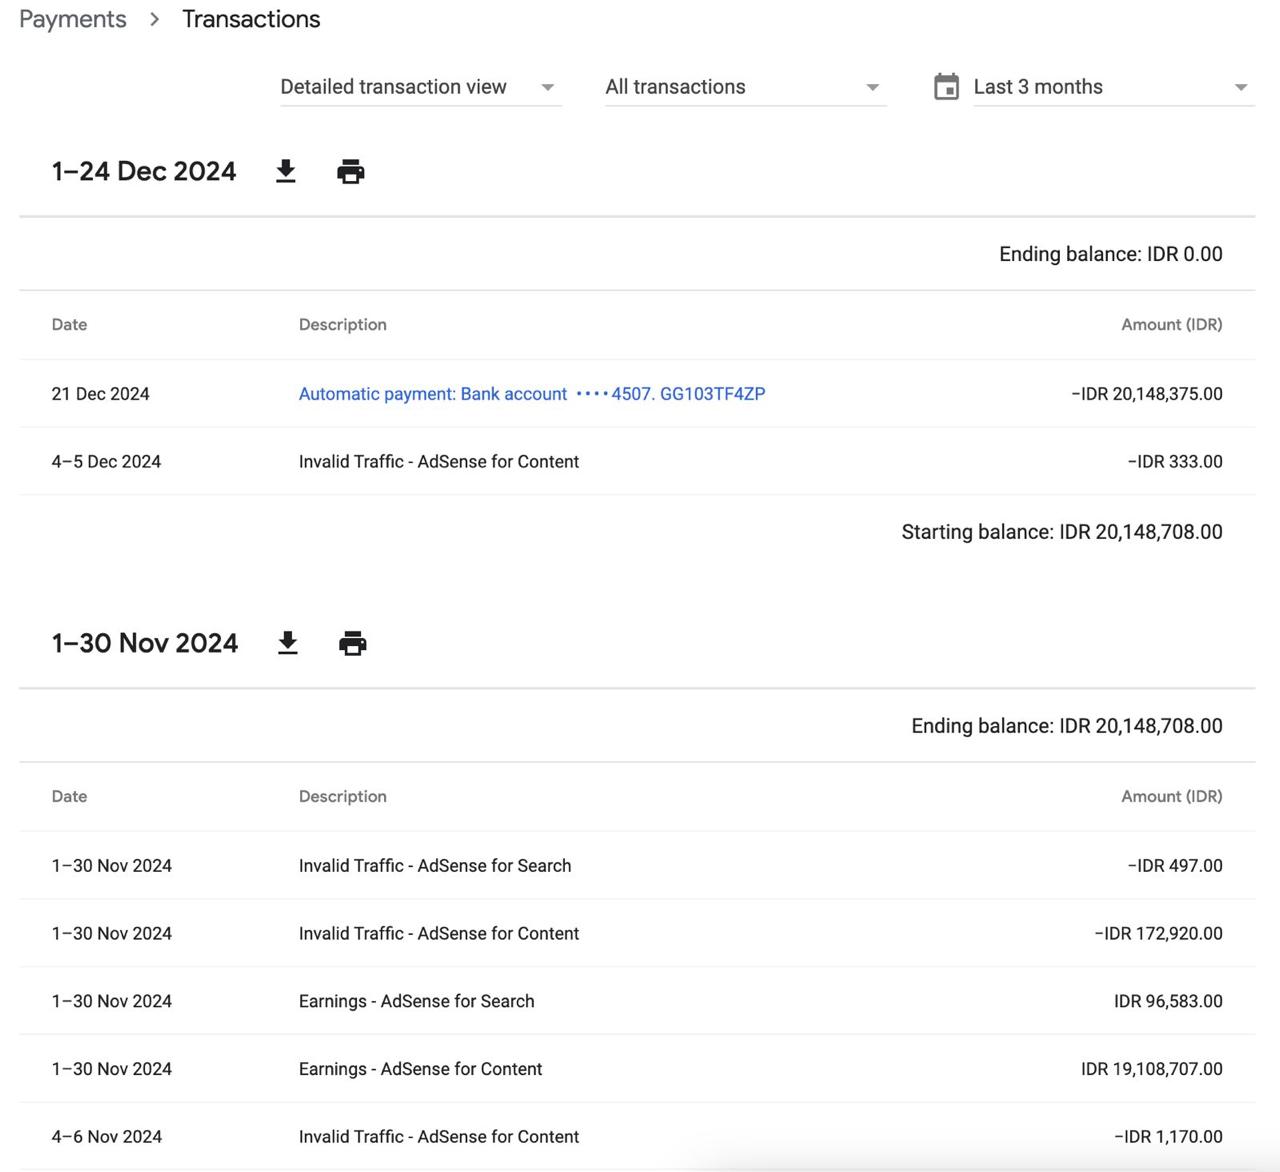 Payments > Transactions
Detailed transaction view All transactions Last 3 months
1–24 Dec 2024
Ending balance: IDR 0.00
Date Description Amount (IDR)
21 Dec 2024 Automatic payment: Bank account ••••4507. GG103TF4ZP −IDR 20,148,375.00
4–5 Dec 2024 Invalid Traffic - AdSense for Content −IDR 333.00
Starting balance: IDR 20,148,708.00
1–30 Nov 2024
Ending balance: IDR 20,148,708.00
Date Description Amount (IDR)
1–30 Nov 2024 Invalid Traffic - AdSense for Search −IDR 497.00
1–30 Nov 2024 Invalid Traffic - AdSense for Content −IDR 172,920.00
1–30 Nov 2024 Earnings - AdSense for Search IDR 96,583.00
1–30 Nov 2024 Earnings - AdSense for Content IDR 19,108,707.00
4–6 Nov 2024 Invalid Traffic - AdSense for Content −IDR 1,170.00